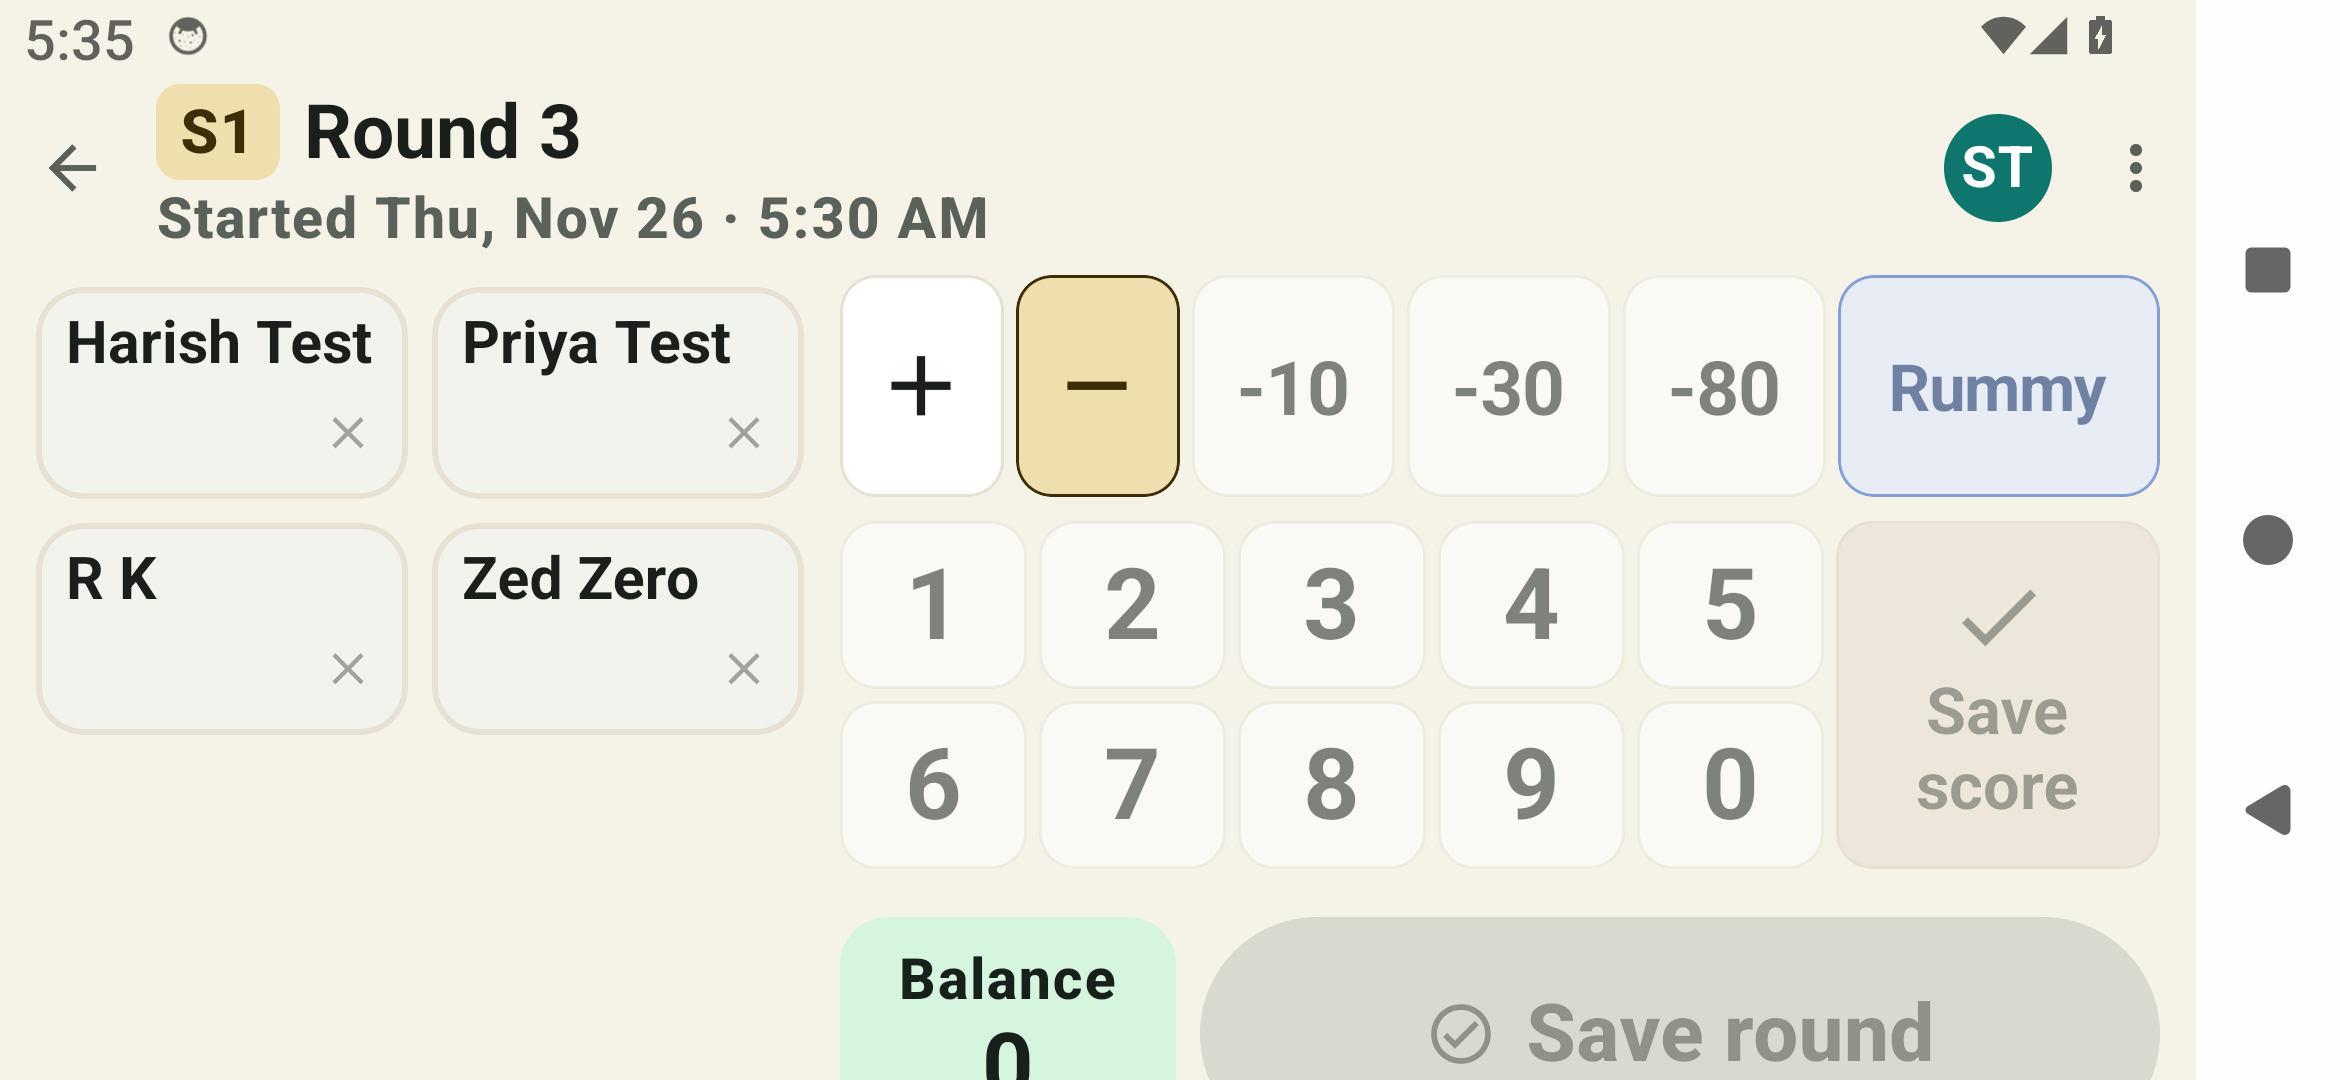 5:35
S1 Round 3
ST
Started Thu, Nov 26 · 5:30 AM
Harish Test
Priya Test
R K
Zed Zero
+ − -10 -30 -80 Rummy
1 2 3 4 5
6 7 8 9 0
Save
score
Balance
0
Save round